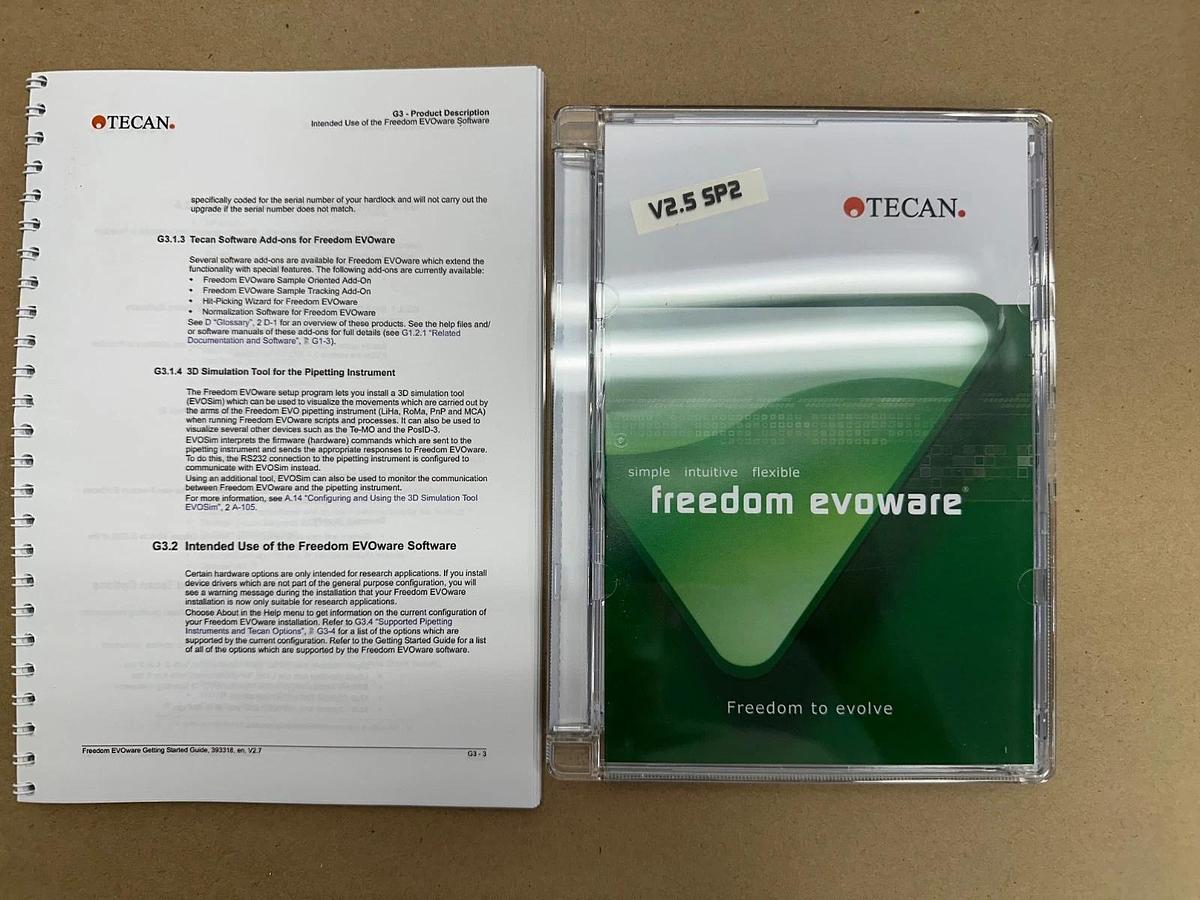 TECAN.
G3 - Product Description
Intended Use of the Freedom EVOware Software
specifically coded for the serial number of your hardlock and will not carry out the
upgrade if the serial number does not match.
G3.1.3 Tecan Software Add-ons for Freedom EVOware
Several software add-ons are available for Freedom EVOware which extend the
functionality with special features. The following add-ons are currently available:
• Freedom EVOware Sample Oriented Add-On
• Freedom EVOware Sample Tracking Add-On
• Hit-Picking Wizard for Freedom EVOware
• Normalization Software for Freedom EVOware
See D "Glossary", 2 D-1 for an overview of these products. See the help files and/
or software manuals of these add-ons for full details (see G1.2.1 "Related
Documentation and Software", G1-3).
G3.1.4 3D Simulation Tool for the Pipetting Instrument
The Freedom EVOware setup program lets you install a 3D simulation tool
(EVOSim) which can be used to visualize the movements which are carried out by
the arms of the Freedom EVO pipetting instrument (LiHa, RoMa, PnP and MCA)
when running Freedom EVOware scripts and processes. It can also be used to
visualize several other devices such as the Te-MO and the PosID-3.
EVOSim interprets the firmware (hardware) commands which are sent to the
pipetting instrument and sends the appropriate responses to Freedom EVOware.
To do this, the RS232 connection to the pipetting instrument is configured to
communicate with EVOSim instead.
Using an additional tool, EVOSim can also be used to monitor the communication
between Freedom EVOware and the pipetting instrument.
For more information, see A.14 "Configuring and Using the 3D Simulation Tool
EVOSim", 2 A-105.
G3.2 Intended Use of the Freedom EVOware Software
Certain hardware options are only intended for research applications. If you install
device drivers which are not part of the general purpose configuration, you will
see a warning message during the installation that your Freedom EVOware
installation is now only suitable for research applications.
Choose About in the Help menu to get information on the current configuration of
your Freedom EVOware installation. Refer to G3.4 "Supported Pipetting
Instruments and Tecan Options", G3-4 for a list of the options which are
supported by the current configuration. Refer to the Getting Started Guide for a list
of all of the options which are supported by the Freedom EVOware software.
Freedom EVOware Getting Started Guide, 393318, en, V2.7
G3 - 3
V2.5 SP2
TECAN.
simple intuitive flexible
freedom evoware®
Freedom to evolve